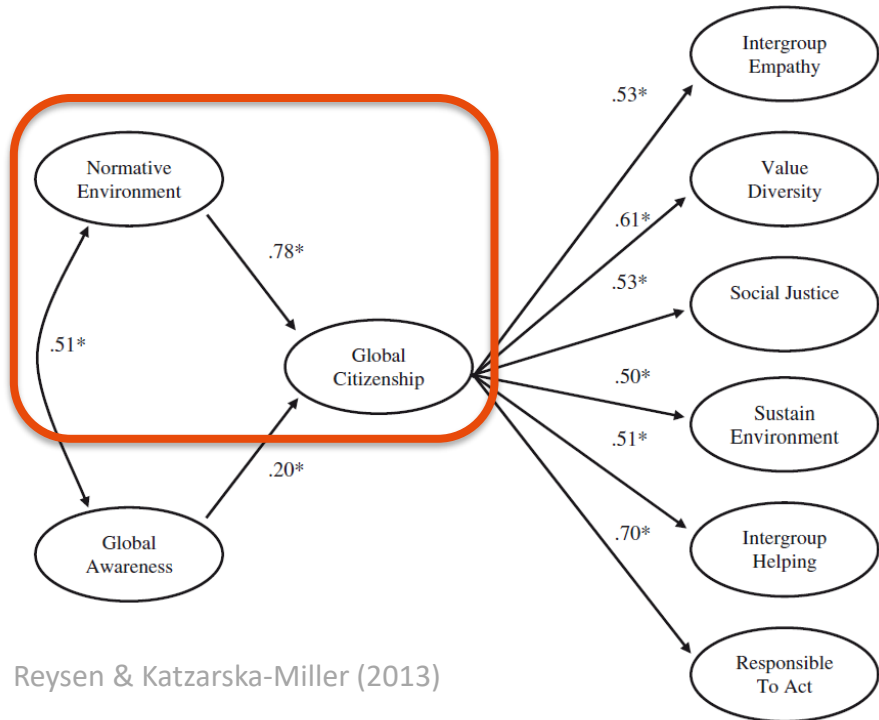 Intergroup
Empathy
.53*
Normative
Environment
Value
Diversity
.61*
.78*
.53*
Social Justice
.51*
Global
Citizenship
.50*
Sustain
Environment
.51*
.20*
.70*
Global
Awareness
Intergroup
Helping
Reysen & Katzarska-Miller (2013)
Responsible
To Act